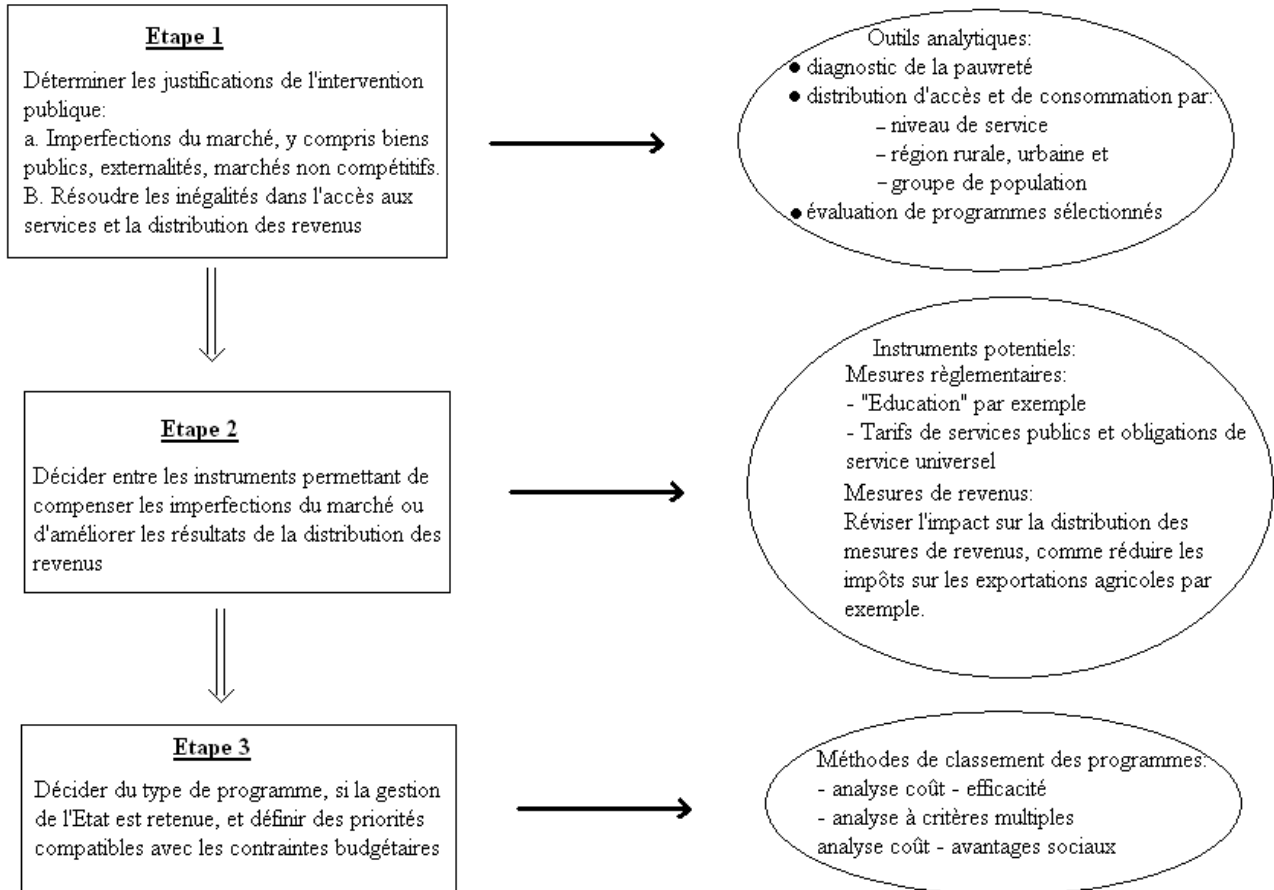 Etape 1
Déterminer les justifications de l'intervention
publique:
a. Imperfections du marché, y compris biens
publics, externalités, marchés non compétitifs.
B. Résoudre les inégalités dans l'accès aux
services et la distribution des revenus
Outils analytiques:
● diagnostic de la pauvreté
● distribution d'accès et de consommation par:
– niveau de service
– région rurale, urbaine et
– groupe de population
● évaluation de programmes sélectionnés
Etape 2
Décider entre les instruments permettant de
compenser les imperfections du marché ou
d'améliorer les résultats de la distribution des
revenus
Instruments potentiels:
Mesures règlementaires:
- "Education" par exemple
- Tarifs de services publics et obligations de
service universel
Mesures de revenus:
Réviser l'impact sur la distribution des
mesures de revenus, comme réduire les
impôts sur les exportations agricoles par
exemple.
Etape 3
Décider du type de programme, si la gestion
de l'Etat est retenue, et définir des priorités
compatibles avec les contraintes budgétaires
Méthodes de classement des programmes:
- analyse coût - efficacité
- analyse à critères multiples
analyse coût - avantages sociaux